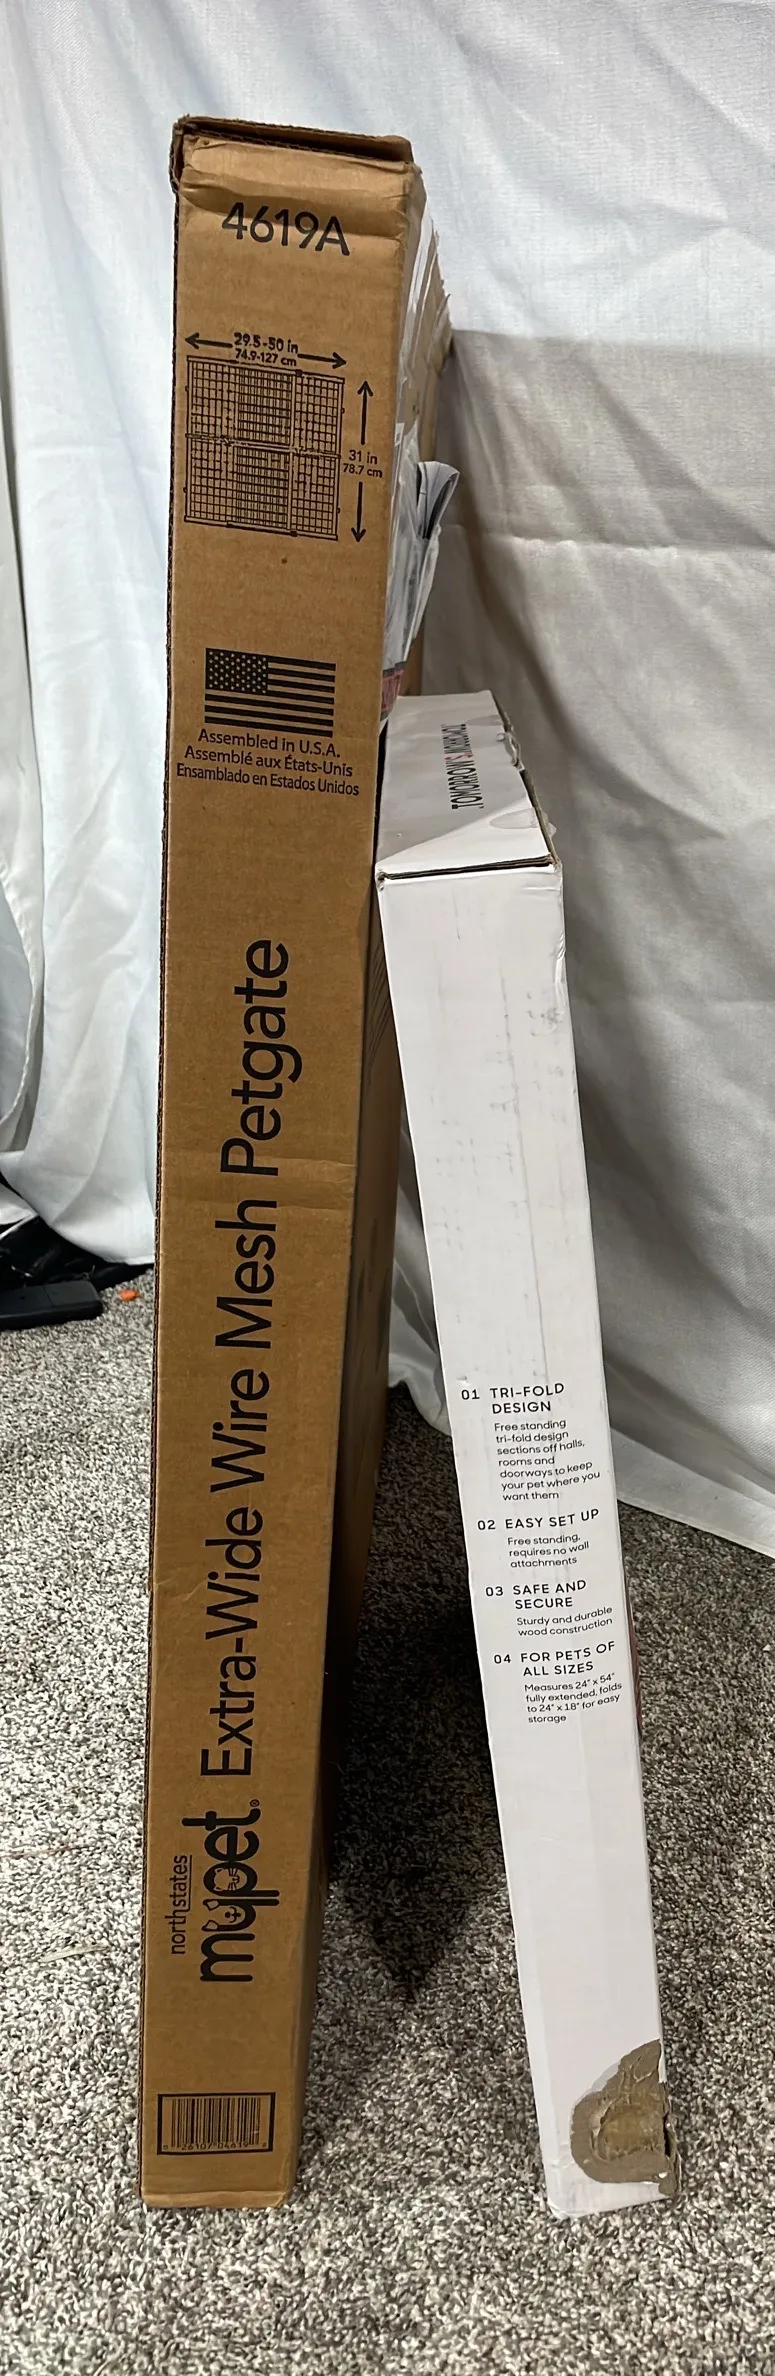 4619A
29.5-50 in
74.9-127 cm
31 in
78.7 cm
Assembled in U.S.A.
Assemblé aux États-Unis
Ensamblado en Estados Unidos
northstates
mypet® Extra-Wide Wire Mesh Petgate
01 TRI-FOLD
DESIGN
Free standing
tri-fold design
sections off halls,
rooms and
doorways to keep
your pet where you
want them
02 EASY SET UP
Free standing,
requires no wall
attachments
03 SAFE AND
SECURE
Sturdy and durable
wood construction
04 FOR PETS OF
ALL SIZES
Measures 24" x 54"
fully extended, folds
to 24" x 18" for easy
storage